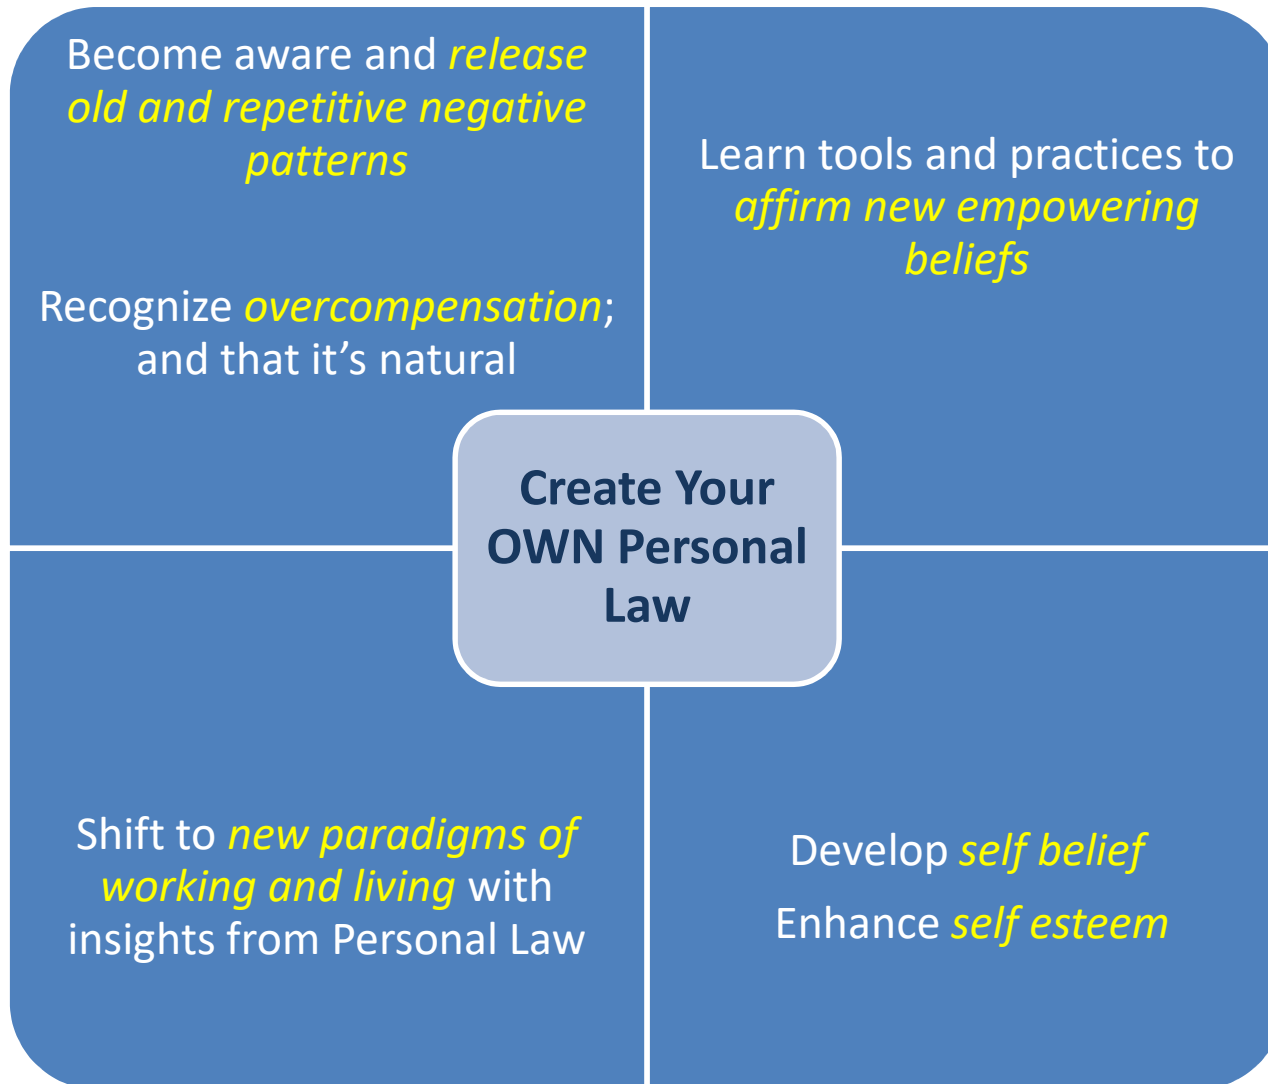 Become aware and release
old and repetitive negative
patterns
Recognize overcompensation;
and that it’s natural
Learn tools and practices to
affirm new empowering
beliefs
Create Your
OWN Personal
Law
Shift to new paradigms of
working and living with
insights from Personal Law
Develop self belief
Enhance self esteem